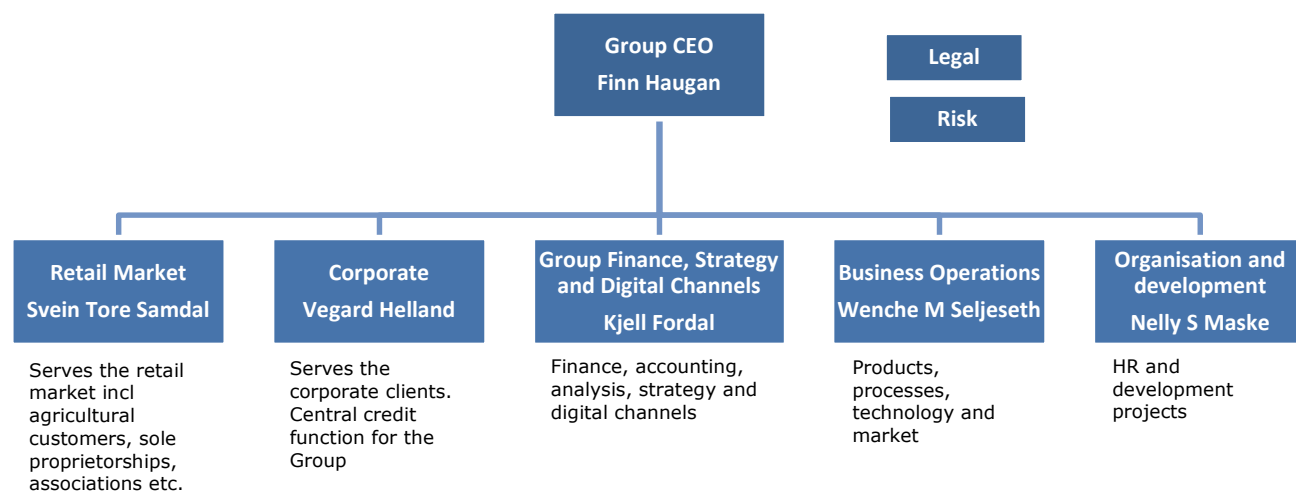 Group CEO
Finn Haugan
Legal
Risk
Retail Market
Svein Tore Samdal
Serves the retail
market incl
agricultural
customers, sole
proprietorships,
associations etc.
Corporate
Vegard Helland
Serves the
corporate clients.
Central credit
function for the
Group
Group Finance, Strategy
and Digital Channels
Kjell Fordal
Finance, accounting,
analysis, strategy and
digital channels
Business Operations
Wenche M Seljeseth
Products,
processes,
technology and
market
Organisation and
development
Nelly S Maske
HR and
development
projects